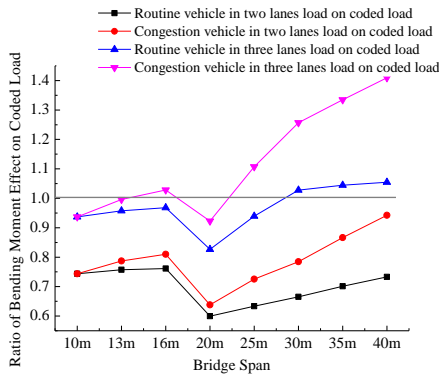 Routine vehicle in two lanes load on coded load
Congestion vehicle in two lanes load on coded load
Routine vehicle in three lanes load on coded load
Congestion vehicle in three lanes load on coded load
Ratio of Bending Moment Effect on Coded Load
1.4
1.3
1.2
1.1
1.0
0.9
0.8
0.7
0.6
10m 13m 16m 20m 25m 30m 35m 40m
Bridge Span